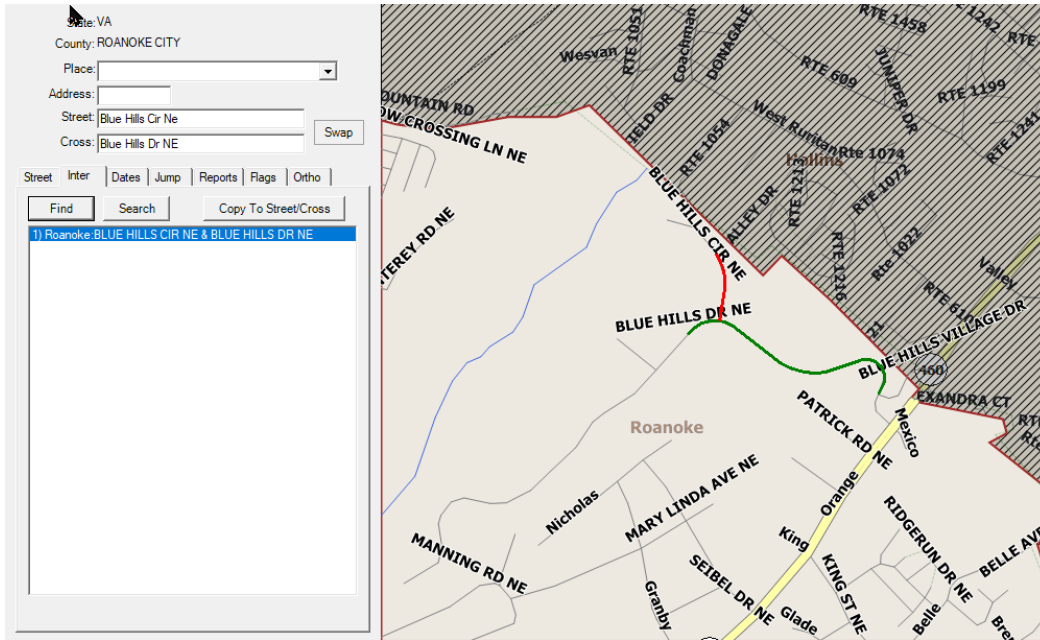 State: VA
County: ROANOKE CITY
Place:
Address:
Street: Blue Hills Cir Ne
Cross: Blue Hills Dr NE
Swap
Street Inter Dates Jump Reports Flags Ortho
Find Search Copy To Street/Cross
1) Roanoke:BLUE HILLS CIR NE & BLUE HILLS DR NE
RTE 1458
RTE 1242
RTE 1051
Coachman
DONAGALE
Wesvan
RTE 609
JUNIPER DR
RTE 1199
RTE 1241
OUNTAIN RD
OW CROSSING LN NE
IELD DR
RTE 1054
West Ruritan
Hollins
Rte 1074
RTE 1072
RTE 1213
ALLEY DR
BLUE HILLS CIR NE
NTEREY RD NE
RTE 1216
Rte 1022
Valley
RTE 610
BLUE HILLS DR NE
21
BLUE HILLS VILLAGE DR
460
EXANDRA CT
PATRICK RD NE
Mexico
Roanoke
Orange
Nicholas
MARY LINDA AVE NE
King
RIDGERUN DR NE
BELLE AVE
MANNING RD NE
SEIBEL DR NE
KING ST NE
Granby
Glade
Belle